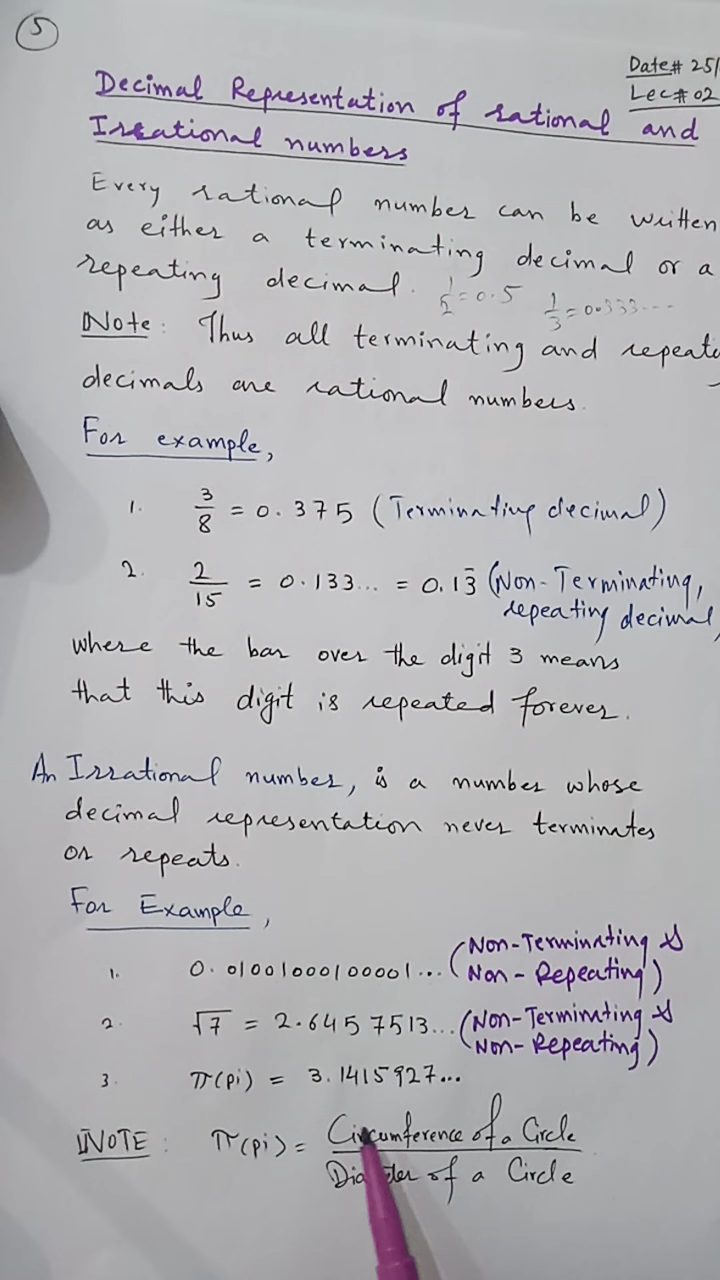 5
Date# 25/
Lec# 02
Decimal Representation of rational and
Irrational numbers
Every rational number can be written
as either a terminating decimal or a
repeating decimal. 1/2 = 0.5 1/3 = 0.333...
Note: Thus all terminating and repeat
decimals are rational numbers.
For example,
1. 3/8 = 0.375 (Terminating decimal)
2. 2/15 = 0.133... = 0.13̄ (Non-Terminating,
repeating decimal,
where the bar over the digit 3 means
that this digit is repeated forever.
An Irrational number, is a number whose
decimal representation never terminates
or repeats.
For Example,
1. 0.01001000100001... (Non-Terminating &
Non-Repeating)
2. √7 = 2.6457513... (Non-Terminating &
Non-Repeating)
3. π(pi) = 3.1415927...
NOTE: π(pi) = Circumference of a Circle
Diameter of a Circle